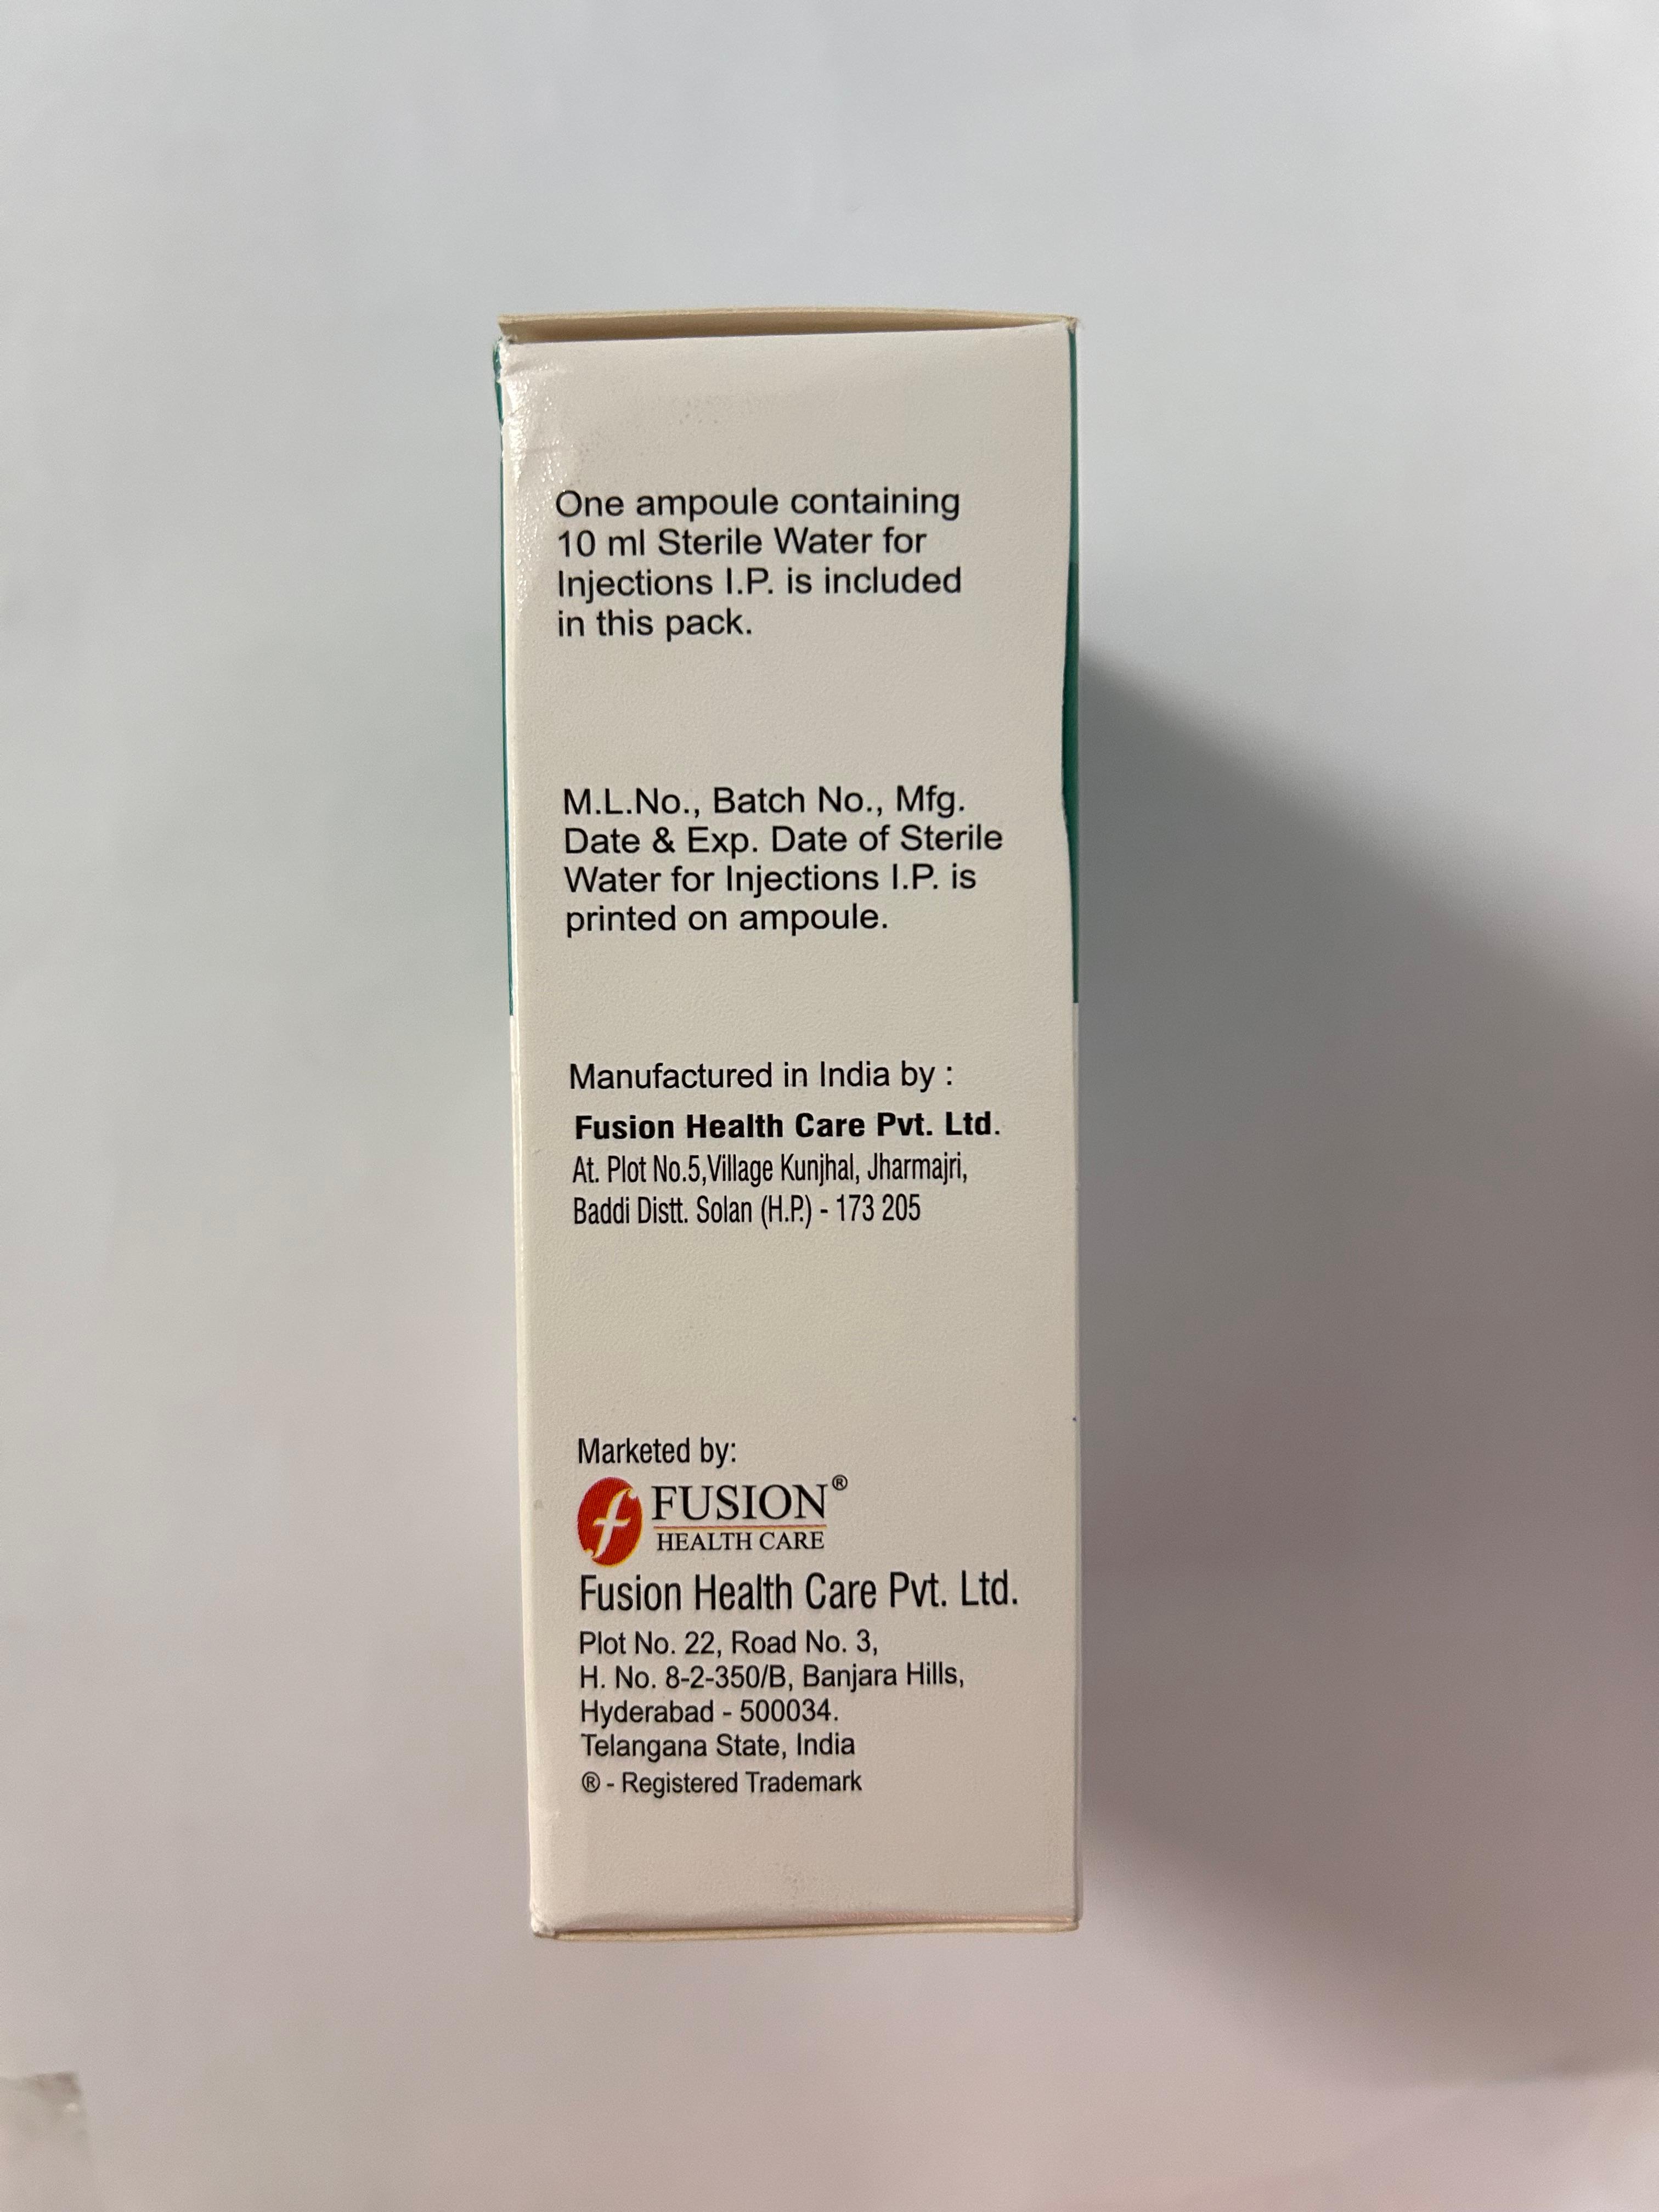 One ampoule containing
10 ml Sterile Water for
Injections I.P. is included
in this pack.
M.L.No., Batch No., Mfg.
Date & Exp. Date of Sterile
Water for Injections I.P. is
printed on ampoule.
Manufactured in India by :
Fusion Health Care Pvt. Ltd.
At. Plot No.5,Village Kunjhal, Jharmajri,
Baddi Distt. Solan (H.P.) - 173 205
Marketed by:
f FUSION®
HEALTH CARE
Fusion Health Care Pvt. Ltd.
Plot No. 22, Road No. 3,
H. No. 8-2-350/B, Banjara Hills,
Hyderabad - 500034.
Telangana State, India
® - Registered Trademark